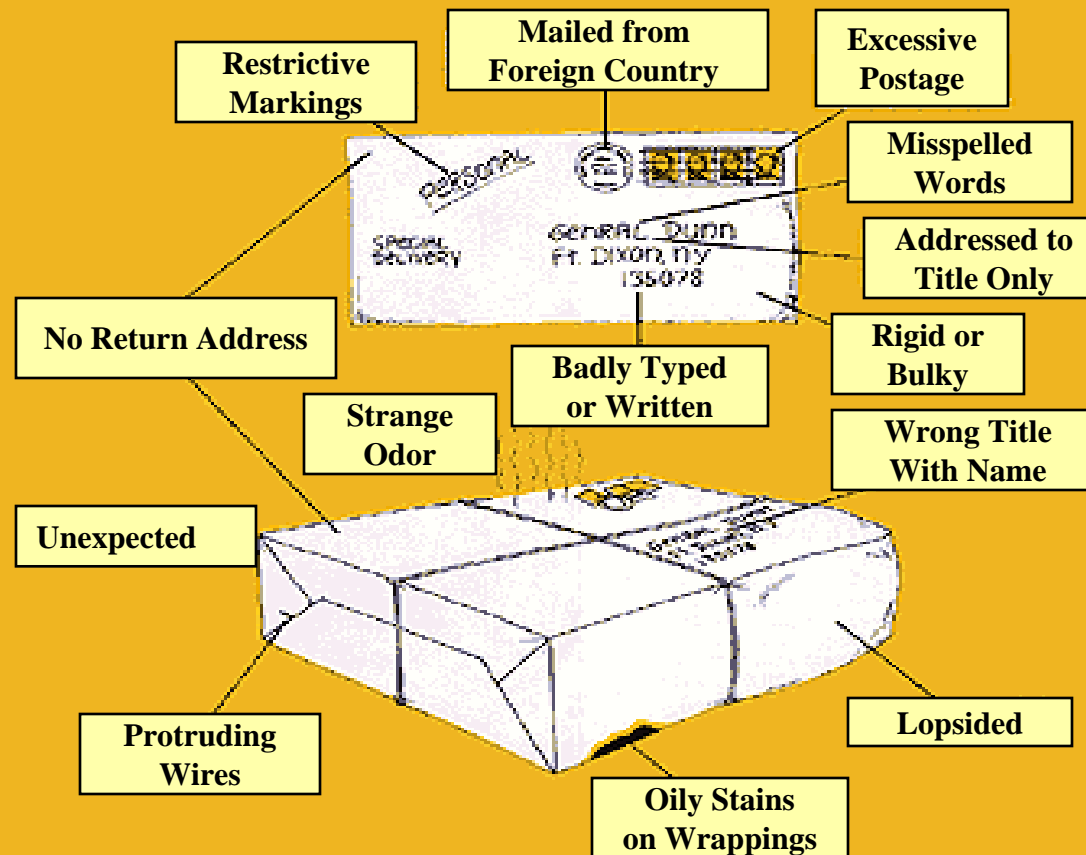 Mailed from
Foreign Country
Excessive
Postage
Restrictive
Markings
Misspelled
Words
PERSONAL
SPECIAL
DELIVERY
GENRAL DUNN
Ft. DIXON, NY
135078
Addressed to
Title Only
No Return Address
Rigid or
Bulky
Badly Typed
or Written
Strange
Odor
Wrong Title
With Name
Unexpected
Protruding
Wires
Lopsided
Oily Stains
on Wrappings